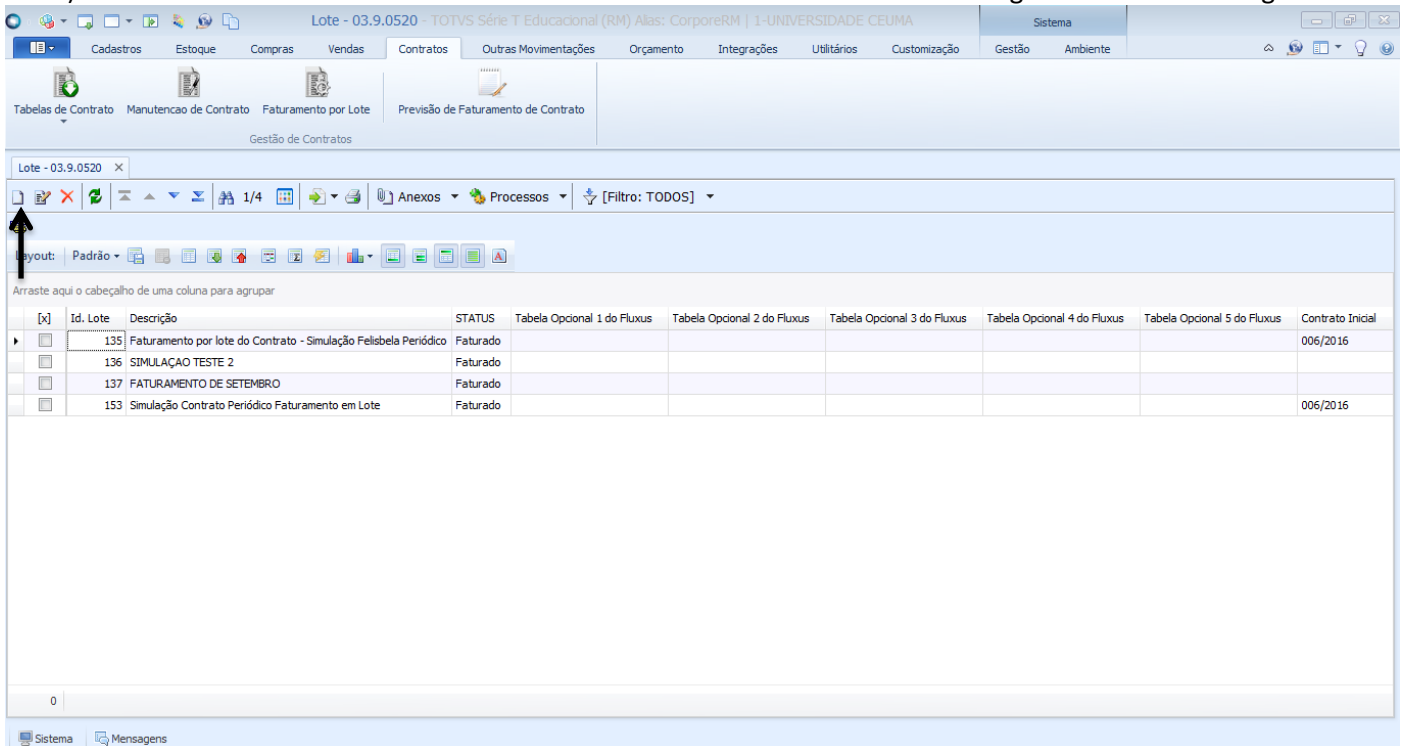 Lote - 03.9.0520 - TOTVS Série T Educacional (RM) Alias: CorporeRM | 1-UNIVERSIDADE CEUMA
Sistema
Cadastros Estoque Compras Vendas Contratos Outras Movimentações Orçamento Integrações Utilitários Customização Gestão Ambiente
Tabelas de Contrato Manutencao de Contrato Faturamento por Lote Previsão de Faturamento de Contrato
Gestão de Contratos
Lote - 03.9.0520
1/4 Anexos Processos [Filtro: TODOS]
Layout: Padrão
Arraste aqui o cabeçalho de uma coluna para agrupar
[x] Id. Lote Descrição STATUS Tabela Opcional 1 do Fluxus Tabela Opcional 2 do Fluxus Tabela Opcional 3 do Fluxus Tabela Opcional 4 do Fluxus Tabela Opcional 5 do Fluxus Contrato Inicial
135 Faturamento por lote do Contrato - Simulação Felisbela Periódico Faturado 006/2016
136 SIMULAÇAO TESTE 2 Faturado
137 FATURAMENTO DE SETEMBRO Faturado
153 Simulação Contrato Periódico Faturamento em Lote Faturado 006/2016
0
Sistema Mensagens